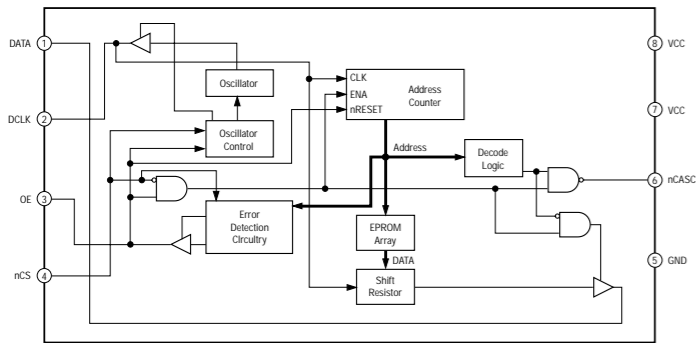 DATA 1
8 VCC
CLK
Oscillator
ENA
Address
Counter
nRESET
7 VCC
DCLK 2
Oscillator
Control
Address
Decode
Logic
6 nCASC
OE 3
Error
Detection
CIrcuitry
EPROM
Array
DATA
5 GND
nCS 4
Shift
Resistor